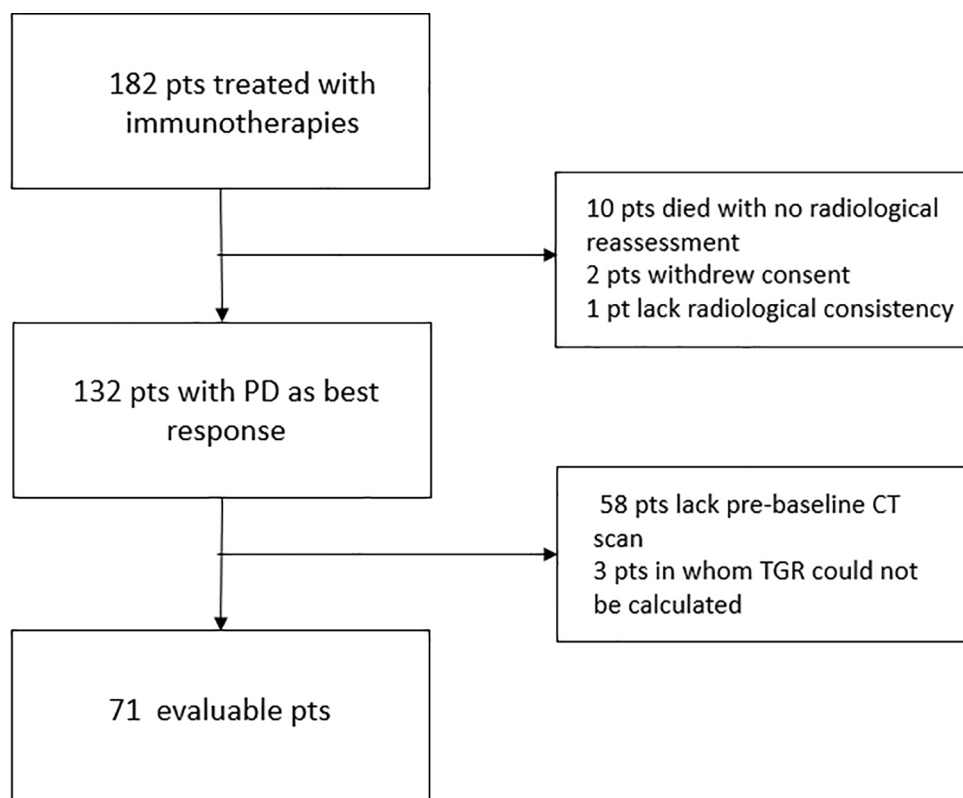 182 pts treated with
immunotherapies
10 pts died with no radiological
reassessment
2 pts withdrew consent
1 pt lack radiological consistency
132 pts with PD as best
response
58 pts lack pre-baseline CT
scan
3 pts in whom TGR could not
be calculated
71 evaluable pts